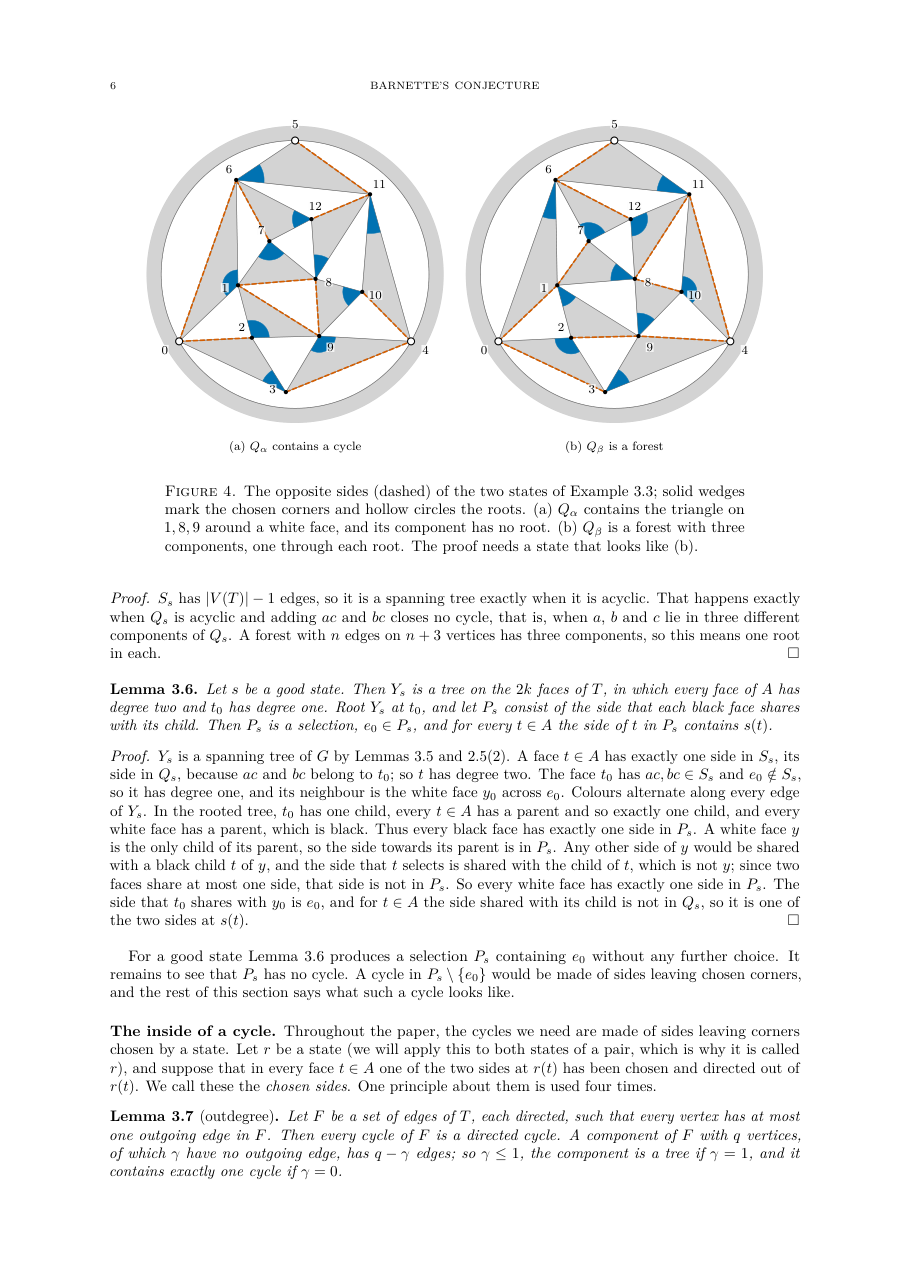 6
BARNETTE'S CONJECTURE
5
6
11
12
7
8
1
10
2
9
0
4
3
5
6
11
12
7
8
1
10
2
9
0
4
3
(a) Qα contains a cycle
(b) Qβ is a forest
Figure 4. The opposite sides (dashed) of the two states of Example 3.3; solid wedges
mark the chosen corners and hollow circles the roots. (a) Qα contains the triangle on
1, 8, 9 around a white face, and its component has no root. (b) Qβ is a forest with three
components, one through each root. The proof needs a state that looks like (b).
Proof. Ss has |V(T)| − 1 edges, so it is a spanning tree exactly when it is acyclic. That happens exactly
when Qs is acyclic and adding ac and bc closes no cycle, that is, when a, b and c lie in three different
components of Qs. A forest with n edges on n + 3 vertices has three components, so this means one root
in each. □
Lemma 3.6. Let s be a good state. Then Ys is a tree on the 2k faces of T, in which every face of A has
degree two and t0 has degree one. Root Ys at t0, and let Ps consist of the side that each black face shares
with its child. Then Ps is a selection, e0 ∈ Ps, and for every t ∈ A the side of t in Ps contains s(t).
Proof. Ys is a spanning tree of G by Lemmas 3.5 and 2.5(2). A face t ∈ A has exactly one side in Ss, its
side in Qs, because ac and bc belong to t0; so t has degree two. The face t0 has ac, bc ∈ Ss and e0 ∉ Ss,
so it has degree one, and its neighbour is the white face y0 across e0. Colours alternate along every edge
of Ys. In the rooted tree, t0 has one child, every t ∈ A has a parent and so exactly one child, and every
white face has a parent, which is black. Thus every black face has exactly one side in Ps. A white face y
is the only child of its parent, so the side towards its parent is in Ps. Any other side of y would be shared
with a black child t of y, and the side that t selects is shared with the child of t, which is not y; since two
faces share at most one side, that side is not in Ps. So every white face has exactly one side in Ps. The
side that t0 shares with y0 is e0, and for t ∈ A the side shared with its child is not in Qs, so it is one of
the two sides at s(t). □
For a good state Lemma 3.6 produces a selection Ps containing e0 without any further choice. It
remains to see that Ps has no cycle. A cycle in Ps \ {e0} would be made of sides leaving chosen corners,
and the rest of this section says what such a cycle looks like.
The inside of a cycle. Throughout the paper, the cycles we need are made of sides leaving corners
chosen by a state. Let r be a state (we will apply this to both states of a pair, which is why it is called
r), and suppose that in every face t ∈ A one of the two sides at r(t) has been chosen and directed out of
r(t). We call these the chosen sides. One principle about them is used four times.
Lemma 3.7 (outdegree). Let F be a set of edges of T, each directed, such that every vertex has at most
one outgoing edge in F. Then every cycle of F is a directed cycle. A component of F with q vertices,
of which γ have no outgoing edge, has q − γ edges; so γ ≤ 1, the component is a tree if γ = 1, and it
contains exactly one cycle if γ = 0.